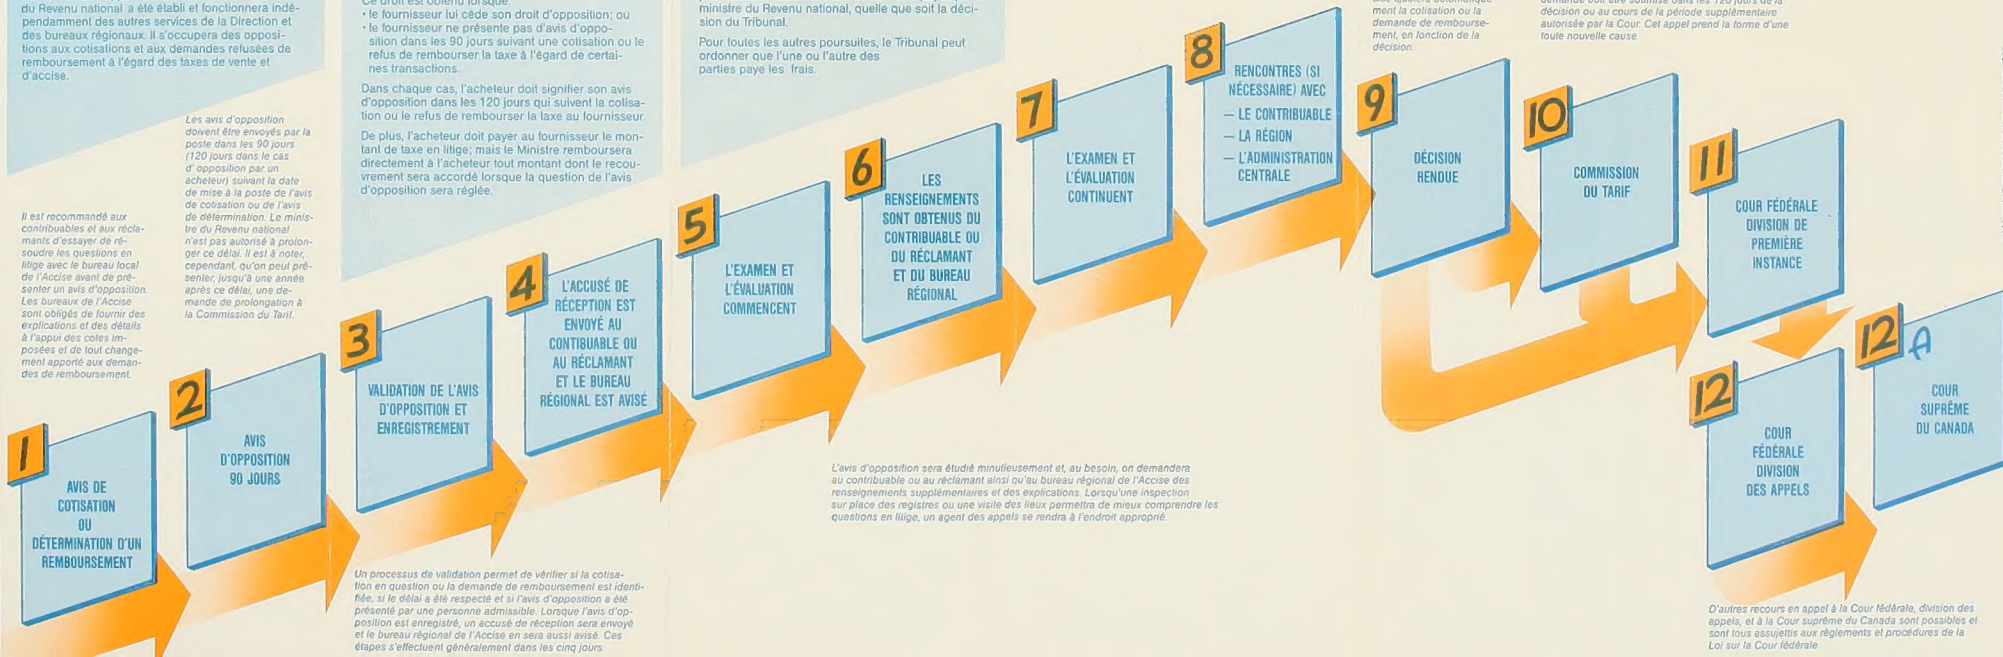 du Revenu national a été établi et fonctionnera indé-
pendamment des autres services de la Direction et
des bureaux régionaux. Il s'occupera des opposi-
tions aux cotisations et aux demandes refusées de
remboursement à l'égard des taxes de vente et
d'accise.
Ce droit est obtenu lorsque:
• le fournisseur lui cède son droit d'opposition; ou
• le fournisseur ne présente pas d'avis d'oppo-
sition dans les 90 jours suivant une cotisation ou le
refus de rembourser la taxe à l'égard de certai-
nes transactions.
Dans chaque cas, l'acheteur doit signifier son avis
d'opposition dans les 120 jours qui suivent la cotisa-
tion ou le refus de rembourser la taxe au fournisseur.
De plus, l'acheteur doit payer au fournisseur le mon-
tant de taxe en litige; mais le Ministre remboursera
directement à l'acheteur tout montant dont le recou-
vrement sera accordé lorsque la question de l'avis
d'opposition sera réglée.
ministre du Revenu national, quelle que soit la déci-
sion du Tribunal.
Pour toutes les autres poursuites, le Tribunal peut
ordonner que l'une ou l'autre des
parties paye les frais.
ment la cotisation ou la
demande de rembourse-
ment, en fonction de la
décision.
décision ou au cours de la période supplémentaire
autorisée par la Cour. Cet appel prend la forme d'une
toute nouvelle cause.
Il est recommandé aux
contribuables et aux récla-
mants d'essayer de ré-
soudre les questions en
litige avec le bureau local
de l'Accise avant de pré-
senter un avis d'opposition.
Les bureaux de l'Accise
sont obligés de fournir des
explications et des détails
à l'appui des cotes im-
posées et de tout change-
ment apporté aux deman-
des de remboursement.
Les avis d'opposition
doivent être envoyés par la
poste dans les 90 jours
(120 jours dans le cas
d'opposition par un
acheteur) suivant la date
de mise à la poste de l'avis
de cotisation ou de l'avis
de détermination. Le minis-
tre du Revenu national
n'est pas autorisé à prolon-
ger ce délai. Il est à noter,
cependant, qu'on peut pré-
senter, jusqu'à une année
après ce délai, une de-
mande de prolongation à
la Commission du Tarif.
1
AVIS DE
COTISATION
OU
DÉTERMINATION D'UN
REMBOURSEMENT
2
AVIS
D'OPPOSITION
90 JOURS
3
VALIDATION DE L'AVIS
D'OPPOSITION ET
ENREGISTREMENT
Un processus de validation permet de vérifier si la cotisa-
tion en question ou la demande de remboursement est identi-
fiée, si le délai a été respecté et si l'avis d'opposition a été
présenté par une personne admissible. Lorsque l'avis d'op-
position est enregistré, un accusé de réception sera envoyé
et le bureau régional de l'Accise en sera aussi avisé. Ces
étapes s'effectuent généralement dans les cinq jours.
4
L'ACCUSÉ DE
RÉCEPTION EST
ENVOYÉ AU
CONTIBUABLE OU
AU RÉCLAMANT
ET LE BUREAU
RÉGIONAL EST AVISÉ
5
L'EXAMEN ET
L'ÉVALUATION
COMMENCENT
6
LES
RENSEIGNEMENTS
SONT OBTENUS DU
CONTRIBUABLE OU
DU RÉCLAMANT
ET DU BUREAU
RÉGIONAL
L'avis d'opposition sera étudié minutieusement et, au besoin, on demandera
au contribuable ou au réclamant ainsi qu'au bureau régional de l'Accise des
renseignements supplémentaires et des explications. Lorsqu'une inspection
sur place des registres ou une visite des lieux permettra de mieux comprendre les
questions en litige, un agent des appels se rendra à l'endroit approprié.
7
L'EXAMEN ET
L'ÉVALUATION
CONTINUENT
8
RENCONTRES (SI
NÉCESSAIRE) AVEC
— LE CONTRIBUABLE
— LA RÉGION
— L'ADMINISTRATION
CENTRALE
9
DÉCISION
RENDUE
10
COMMISSION
DU TARIF
11
COUR FÉDÉRALE
DIVISION DE
PREMIÈRE
INSTANCE
12
COUR
FÉDÉRALE
DIVISION
DES APPELS
12 A
COUR
SUPRÊME
DU CANADA
D'autres recours en appel à la Cour fédérale, division des
appels, et à la Cour suprême du Canada sont possibles et
sont tous assujettis aux règlements et procédures de la
Loi sur la Cour fédérale.